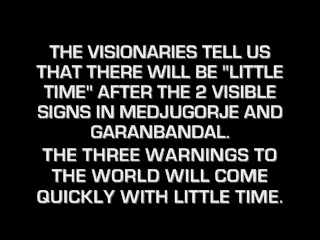 THE VISIONARIES TELL US
THAT THERE WILL BE "LITTLE
TIME" AFTER THE 2 VISIBLE
SIGNS IN MEDJUGORJE AND
GARANBANDAL.
THE THREE WARNINGS TO
THE WORLD WILL COME
QUICKLY WITH LITTLE TIME.